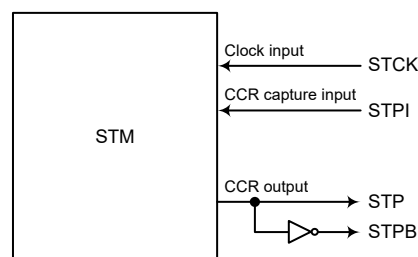 Clock input
STCK
CCR capture input
STPI
STM
CCR output
STP
STPB